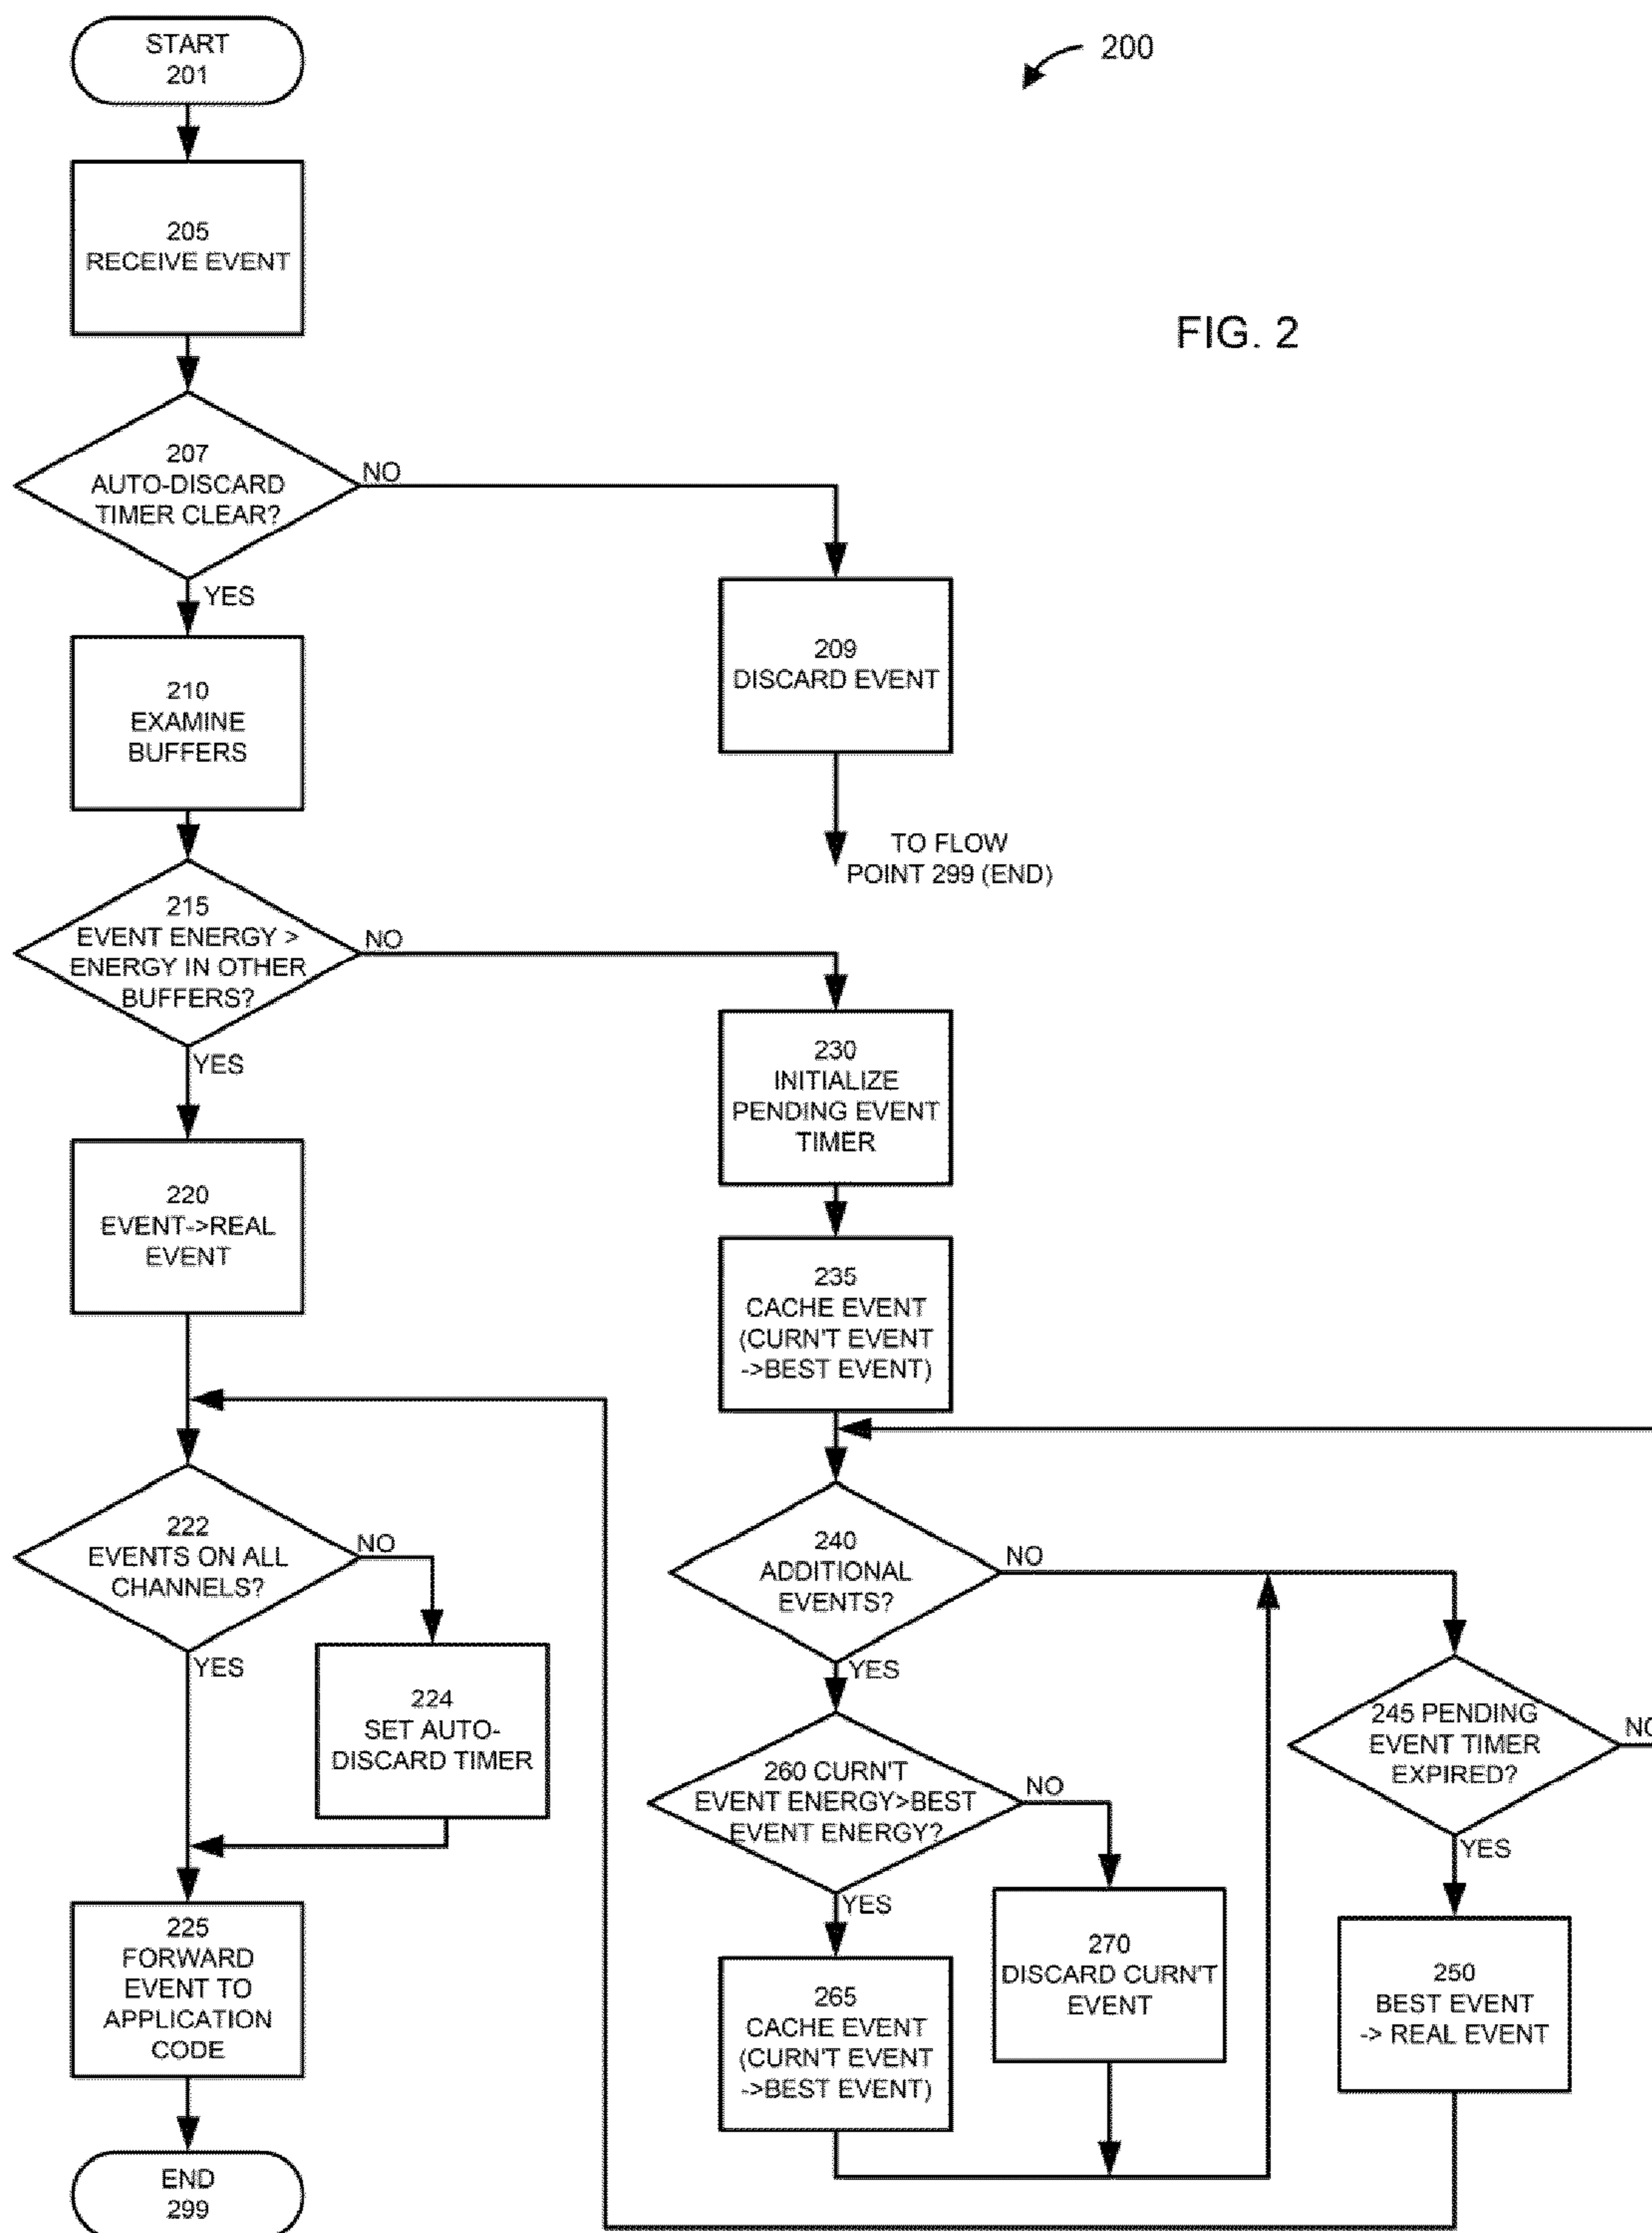 START
201
200
205
RECEIVE EVENT
FIG. 2
207
AUTO-DISCARD
TIMER CLEAR?
NO
YES
209
DISCARD EVENT
210
EXAMINE
BUFFERS
TO FLOW
POINT 299 (END)
215
EVENT ENERGY >
ENERGY IN OTHER
BUFFERS?
NO
YES
230
INITIALIZE
PENDING EVENT
TIMER
220
EVENT->REAL
EVENT
235
CACHE EVENT
(CURN'T EVENT
->BEST EVENT)
222
EVENTS ON ALL
CHANNELS?
NO
YES
224
SET AUTO-
DISCARD TIMER
240
ADDITIONAL
EVENTS?
NO
YES
245 PENDING
EVENT TIMER
EXPIRED?
NO
YES
260 CURN'T
EVENT ENERGY>BEST
EVENT ENERGY?
NO
YES
225
FORWARD
EVENT TO
APPLICATION
CODE
265
CACHE EVENT
(CURN'T EVENT
->BEST EVENT)
270
DISCARD CURN'T
EVENT
250
BEST EVENT
-> REAL EVENT
END
299